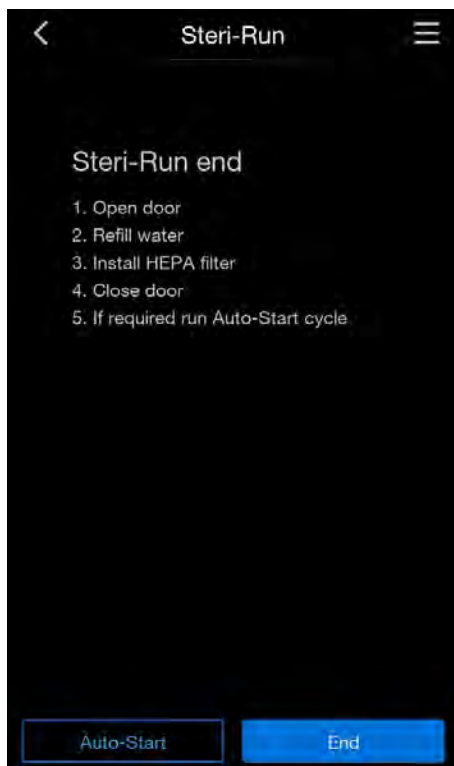 Steri-Run
Steri-Run end
1. Open door
2. Refill water
3. Install HEPA filter
4. Close door
5. If required run Auto-Start cycle
Auto-Start
End